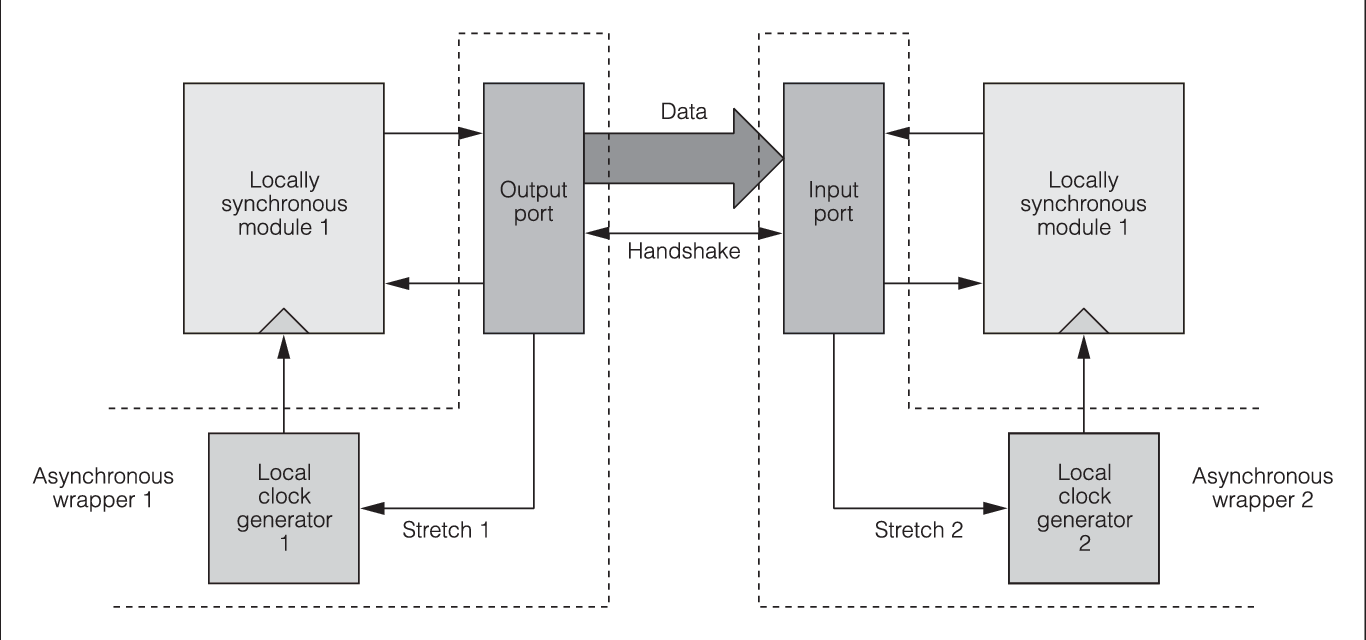 Data
Locally
synchronous
module 1
Output
port
Input
port
Locally
synchronous
module 1
Handshake
Asynchronous
wrapper 1
Local
clock
generator
1
Stretch 1
Stretch 2
Local
clock
generator
2
Asynchronous
wrapper 2